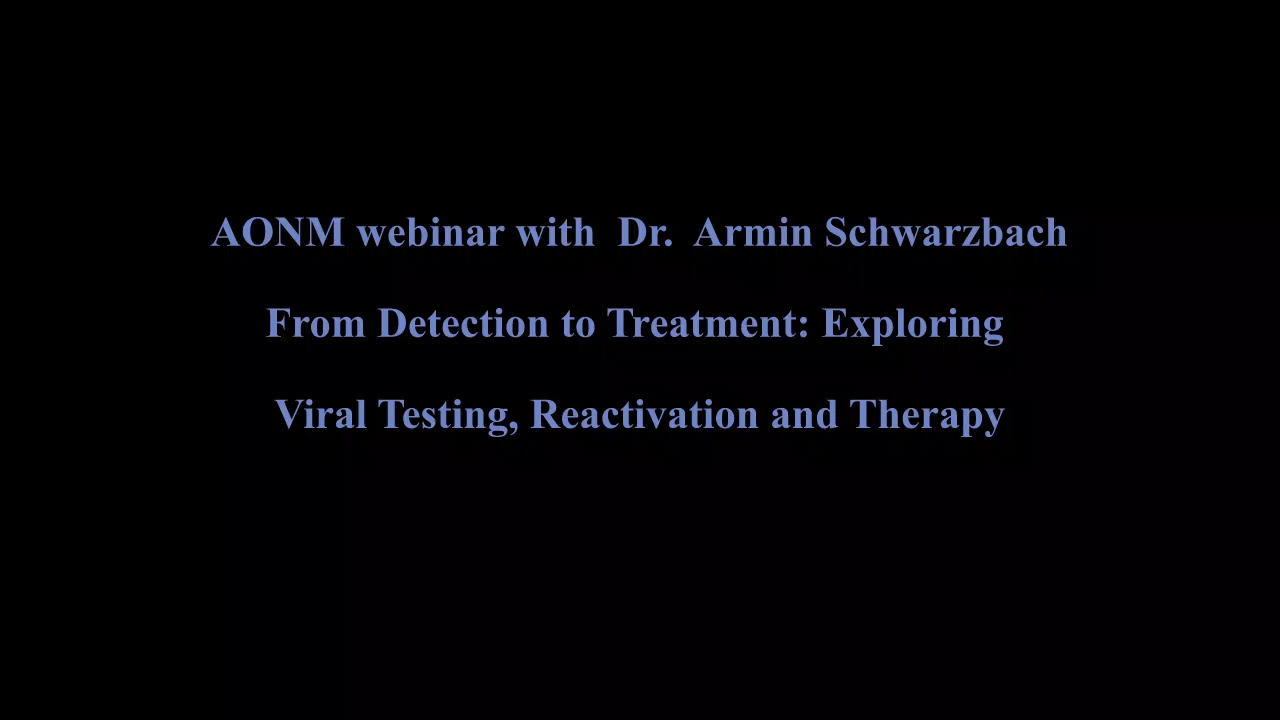 AONM webinar with  Dr.  Armin Schwarzbach
From Detection to Treatment: Exploring
Viral Testing, Reactivation and Therapy